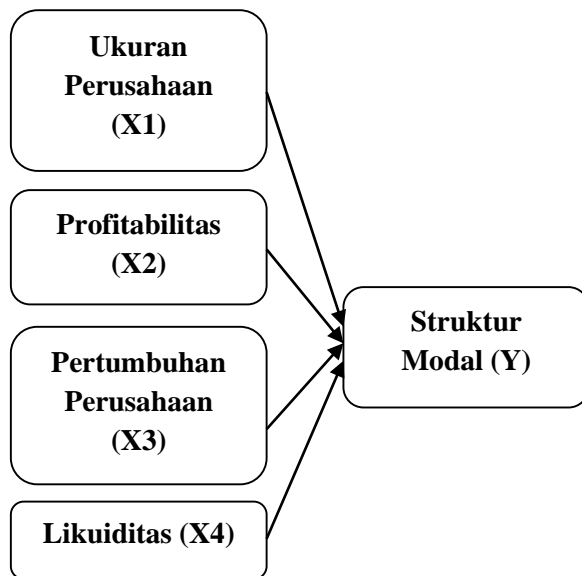 Ukuran
Perusahaan
(X1)
Profitabilitas
(X2)
Pertumbuhan
Perusahaan
(X3)
Likuiditas (X4)
Struktur
Modal (Y)